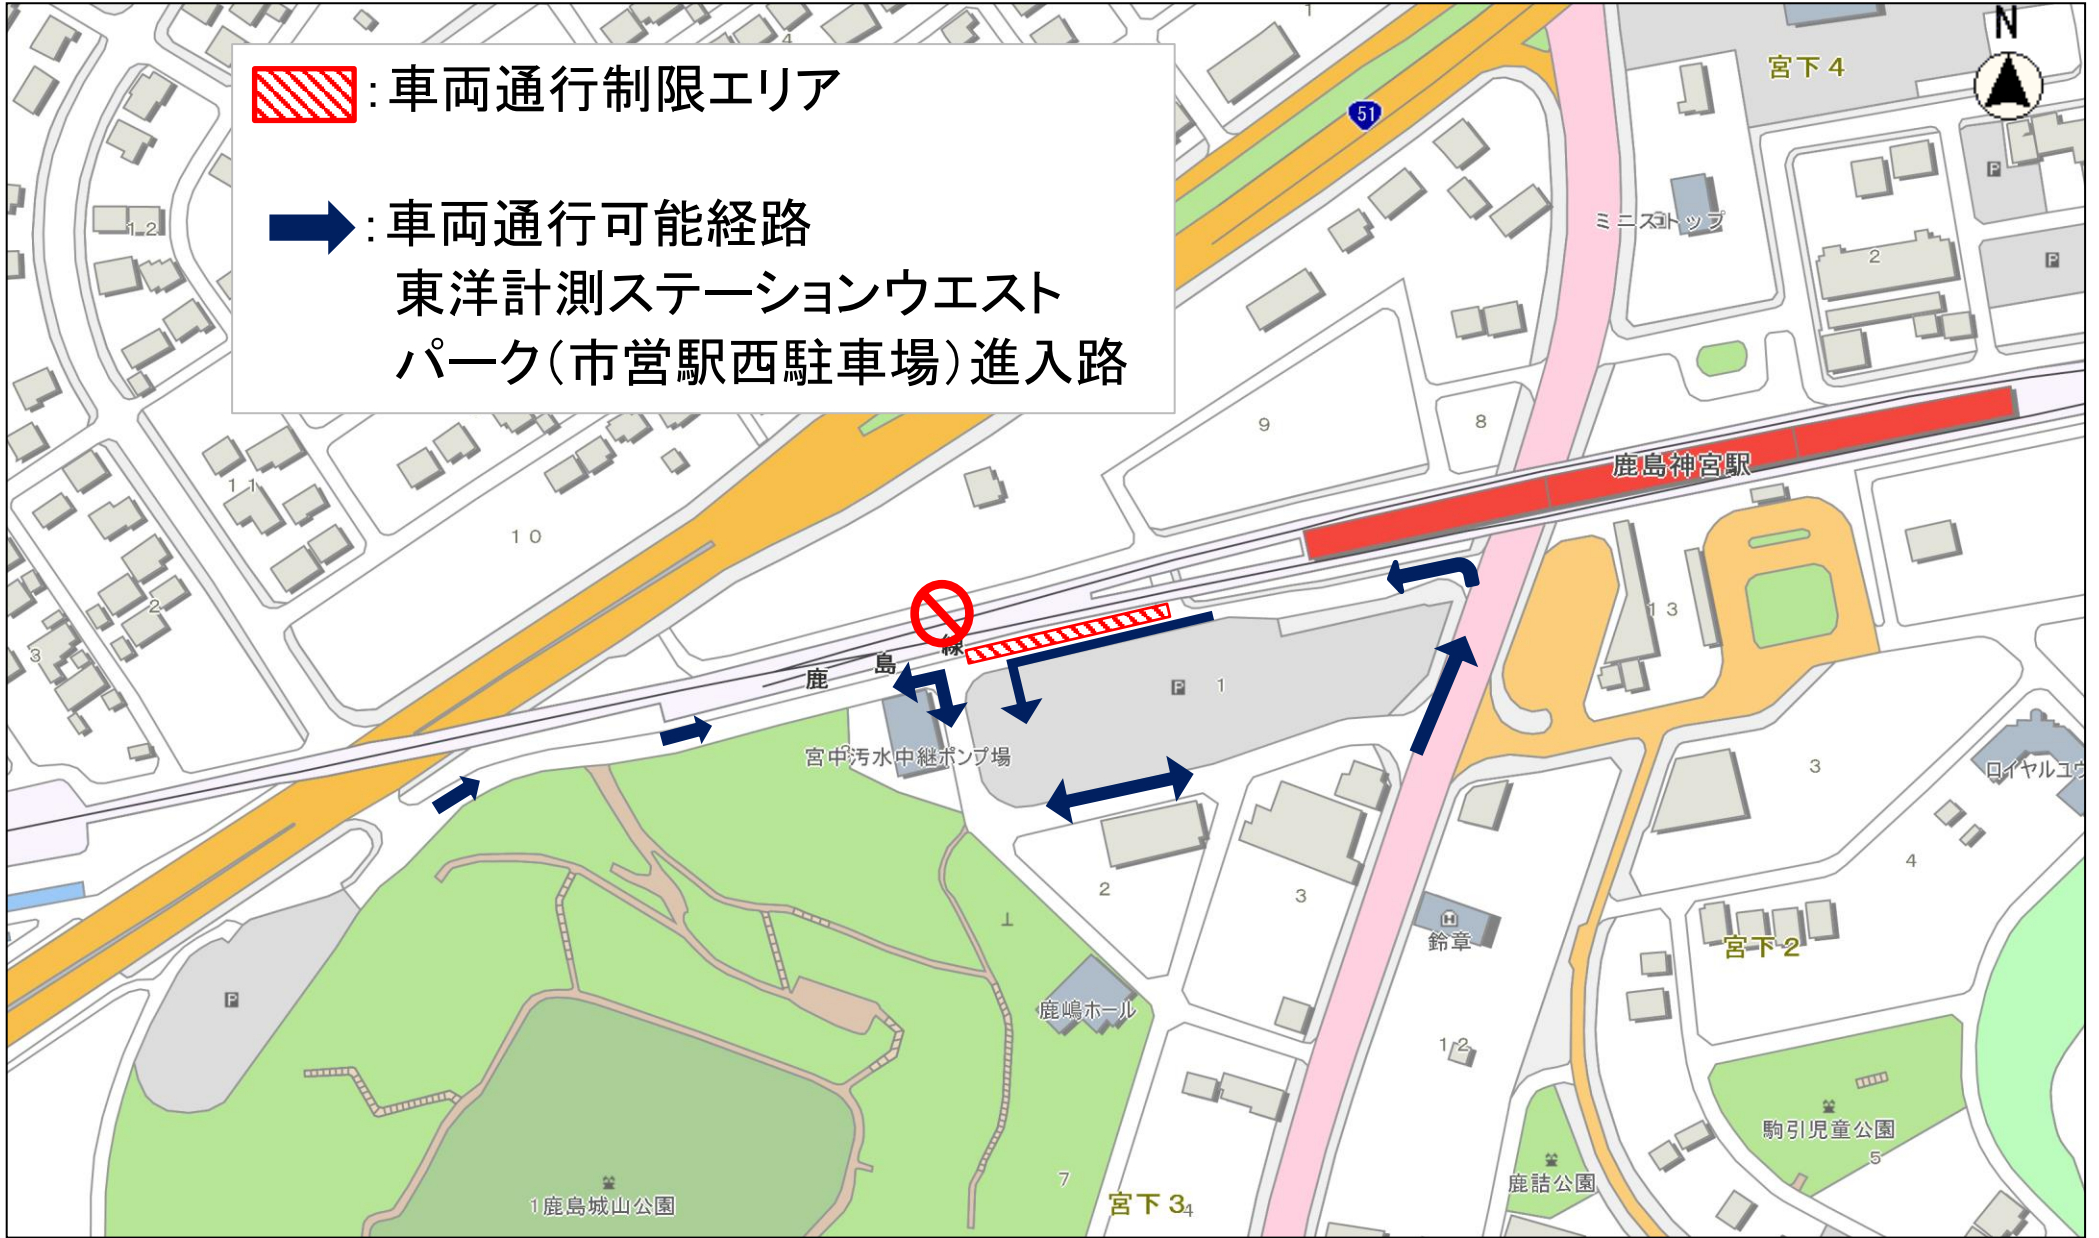 :車両通行制限エリア
:車両通行可能経路
東洋計測ステーションウエスト
パーク(市営駅西駐車場)進入路
N
宮下4
51
4
12
ミニストップ
2
P
P
9
8
鹿島神宮駅
11
10
2
3
13
鹿島線
P
1
宮中汚水中継ポンプ場
3
ロイヤルユウ
4
2
3
H
鈴章
宮下2
P
鹿嶋ホール
12
駒引児童公園
5
7
鹿詰公園
1鹿島城山公園
宮下3
4